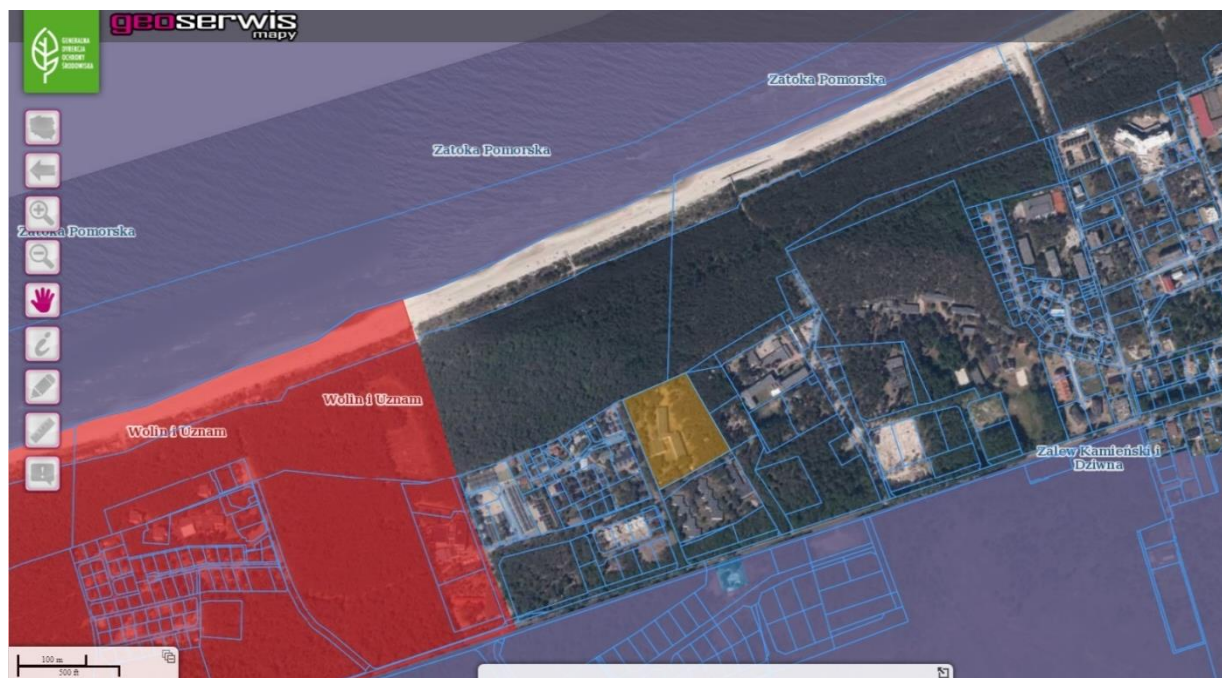 GENERALNA
DYREKCJA
OCHRONY
ŚRODOWISKA
geoserwis
mapy
Zatoka Pomorska
Zatoka Pomorska
Zatoka Pomorska
Wolin i Uznam
Wolin i Uznam
Zalew Kamieński i
Dziwna
100 m
500 ft